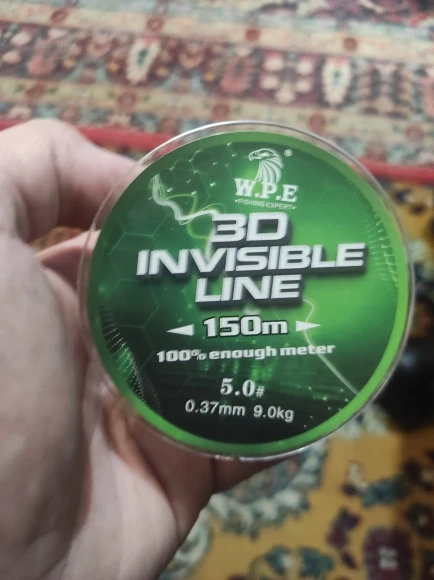 W.P.E
®
•FISHING EXPERT•
3D
INVISIBLE
LINE
150m
100% enough meter
5.0#
0.37mm 9.0kg